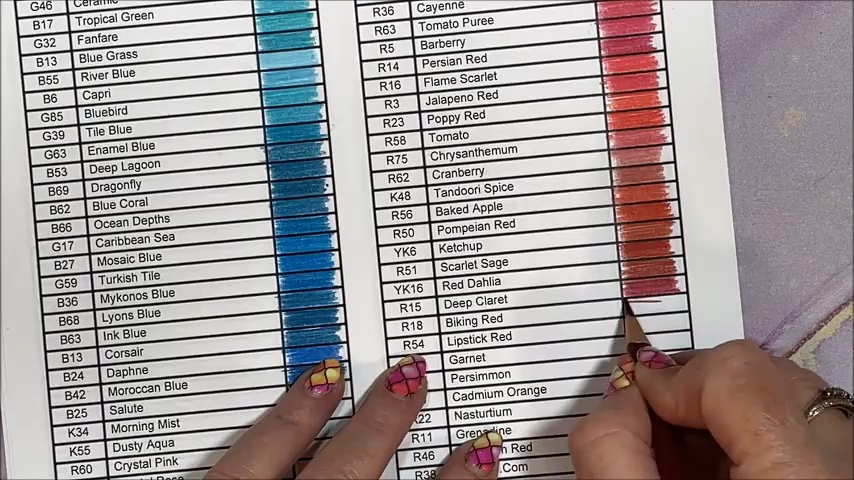 G46 Ceramic
B17 Tropical Green
G32 Fanfare
B13 Blue Grass
B55 River Blue
B6 Capri
G85 Bluebird
G39 Tile Blue
G63 Enamel Blue
B53 Deep Lagoon
B69 Dragonfly
B62 Blue Coral
B66 Ocean Depths
G17 Caribbean Sea
B27 Mosaic Blue
G59 Turkish Tile
B36 Mykonos Blue
B68 Lyons Blue
B63 Ink Blue
B13 Corsair
B24 Daphne
B42 Moroccan Blue
B25 Salute
K34 Morning Mist
K55 Dusty Aqua
R60 Crystal Pink
R36 Cayenne
R63 Tomato Puree
R5 Barberry
R14 Persian Red
R16 Flame Scarlet
R3 Jalapeno Red
R23 Poppy Red
R58 Tomato
R75 Chrysanthemum
R62 Cranberry
K48 Tandoori Spice
R56 Baked Apple
R50 Pompeian Red
YK6 Ketchup
R51 Scarlet Sage
YK16 Red Dahlia
R15 Deep Claret
R18 Biking Red
R54 Lipstick Red
Garnet
Persimmon
Cadmium Orange
Nasturtium
R11 Grenadine
R46 Red
R38